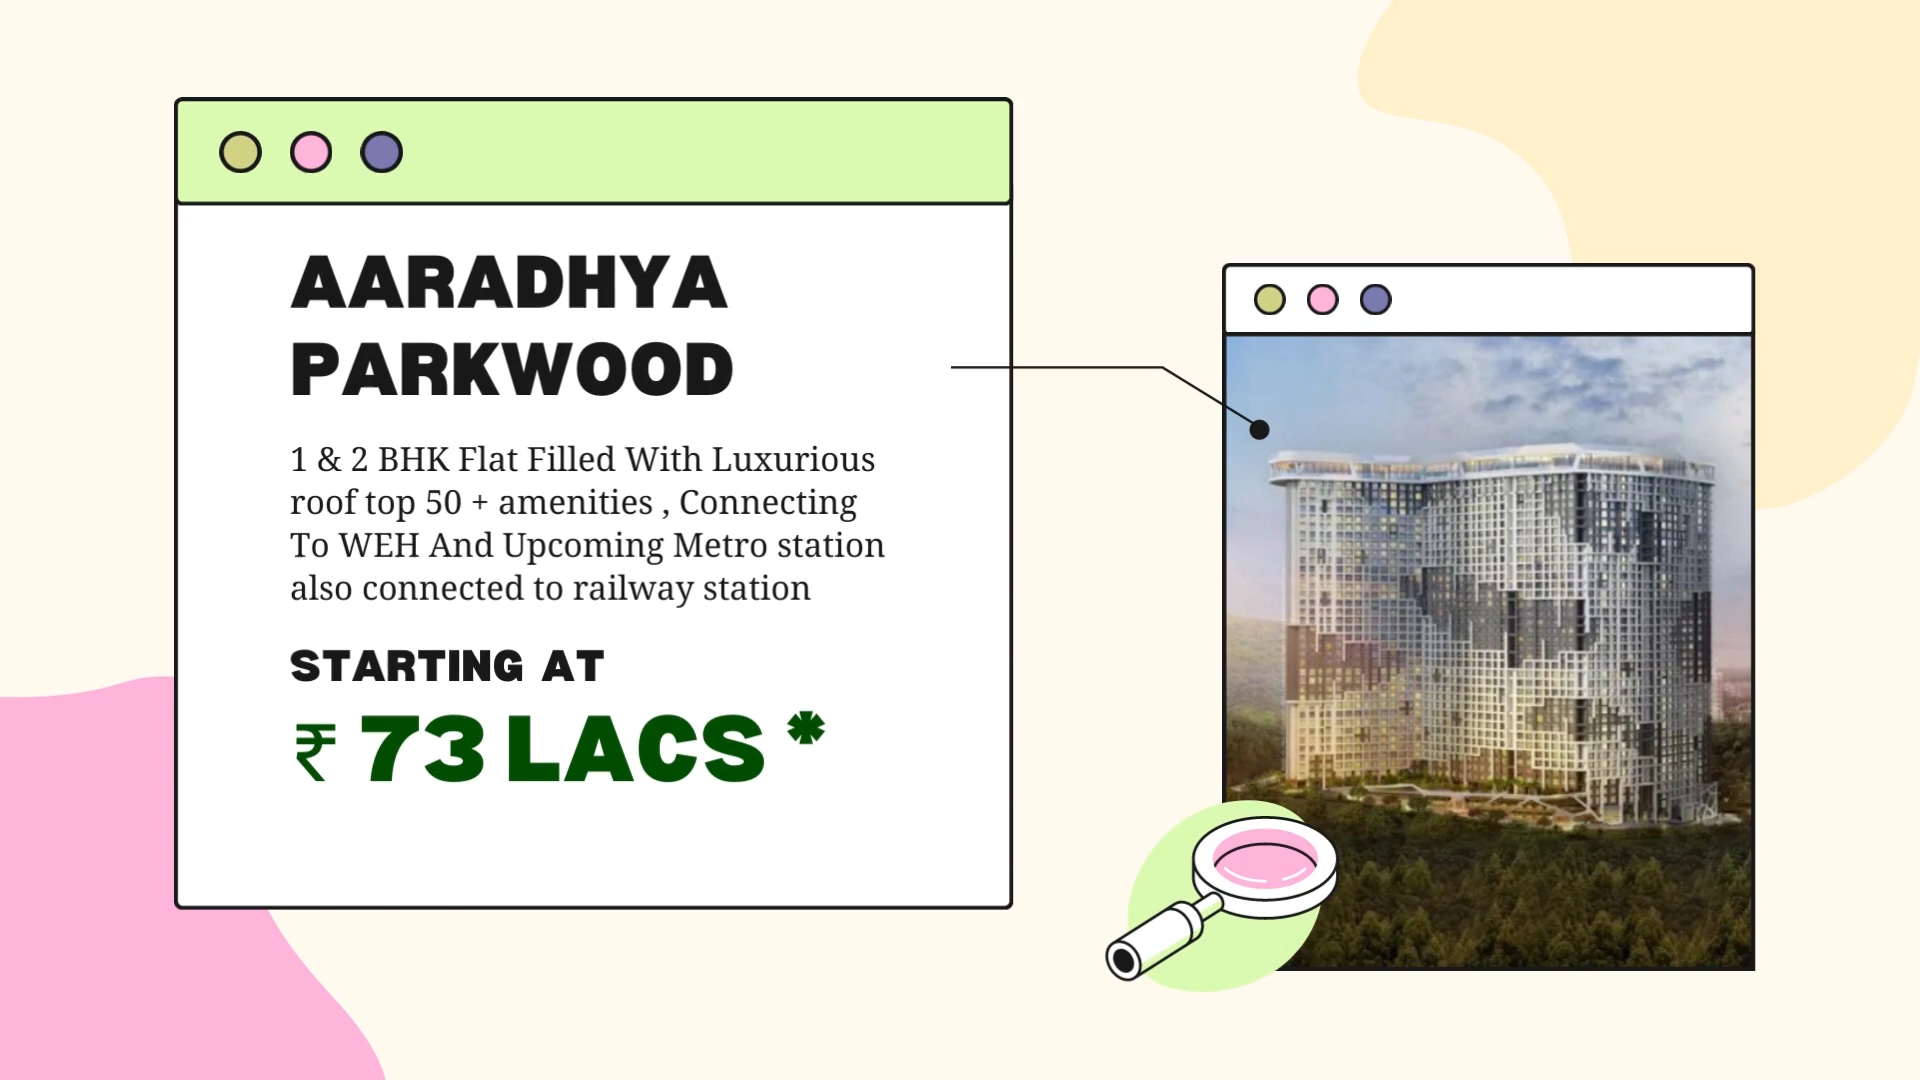 AARADHYA
PARKWOOD
1 & 2 BHK Flat Filled With Luxurious
roof top 50 + amenities , Connecting
To WEH And Upcoming Metro station
also connected to railway station
STARTING AT
₹ 73 LACS *